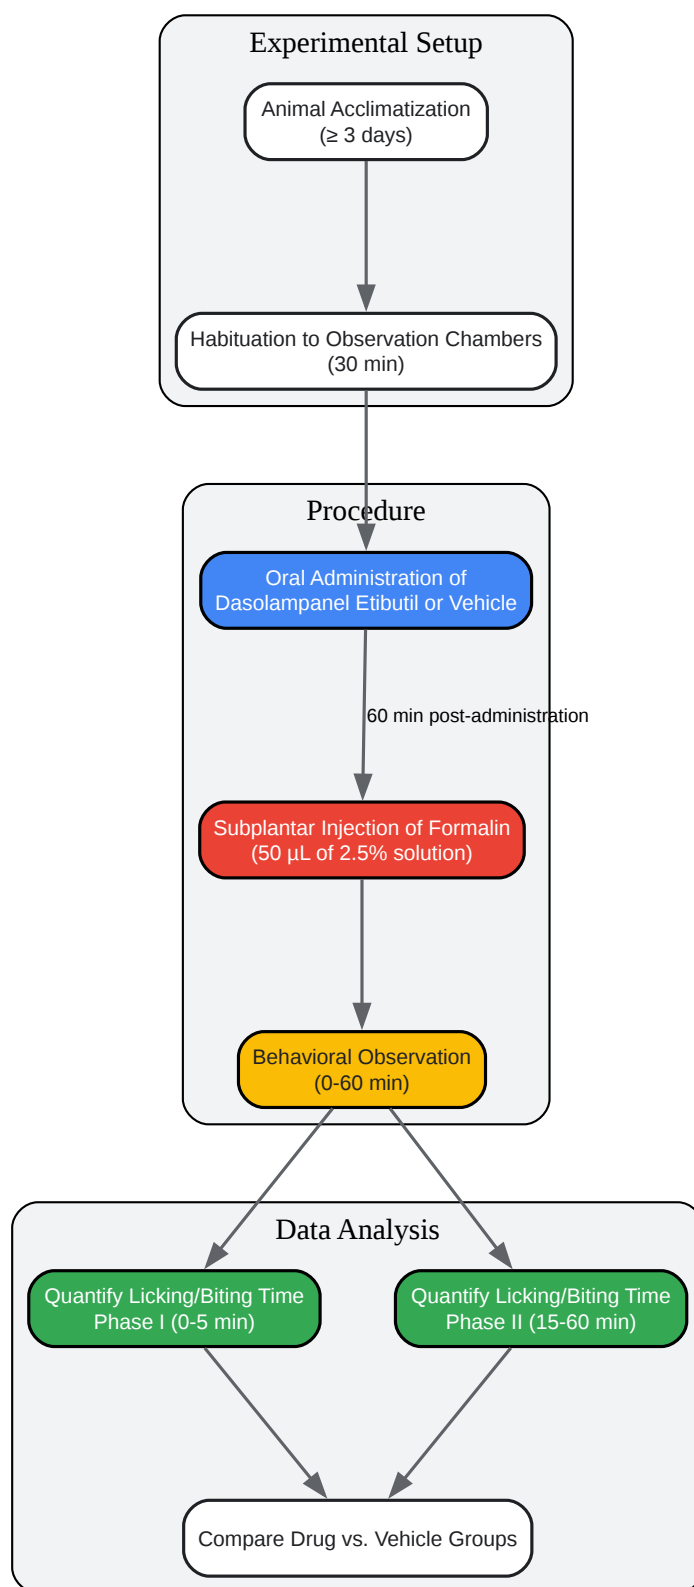 Experimental Setup
Animal Acclimatization
(≥ 3 days)
Habituation to Observation Chambers
(30 min)
Procedure
Oral Administration of
Dasolampanel Etibutil or Vehicle
60 min post-administration
Subplantar Injection of Formalin
(50 µL of 2.5% solution)
Behavioral Observation
(0-60 min)
Data Analysis
Quantify Licking/Biting Time
Phase I (0-5 min)
Quantify Licking/Biting Time
Phase II (15-60 min)
Compare Drug vs. Vehicle Groups